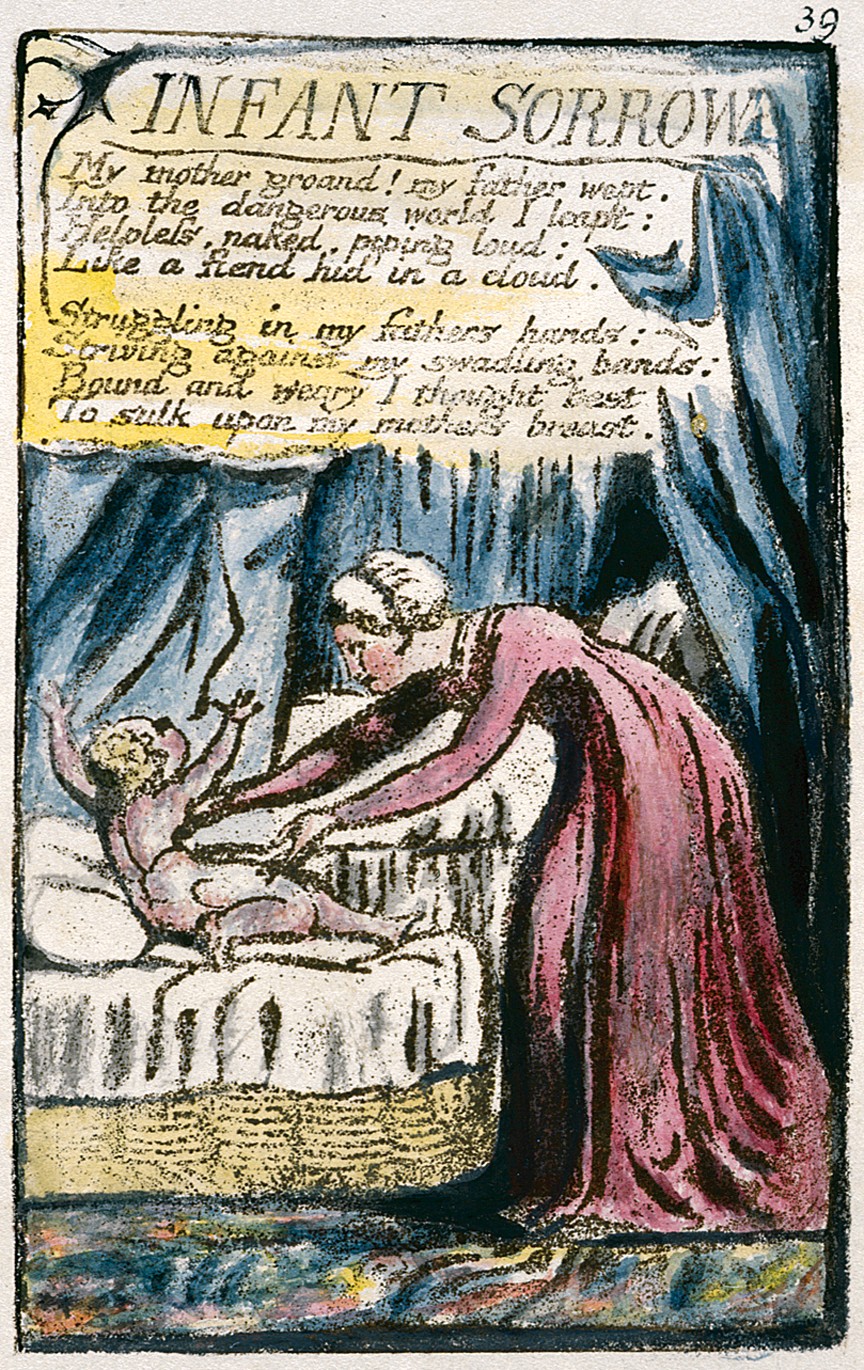 39
INFANT SORROW
My mother groand! my father wept.
Into the dangerous world I leapt:
Helpless, naked, piping loud:
Like a fiend hid in a cloud.
Struggling in my fathers hands:
Striving against my swadling bands:
Bound and weary I thought best
To sulk upon my mothers breast.